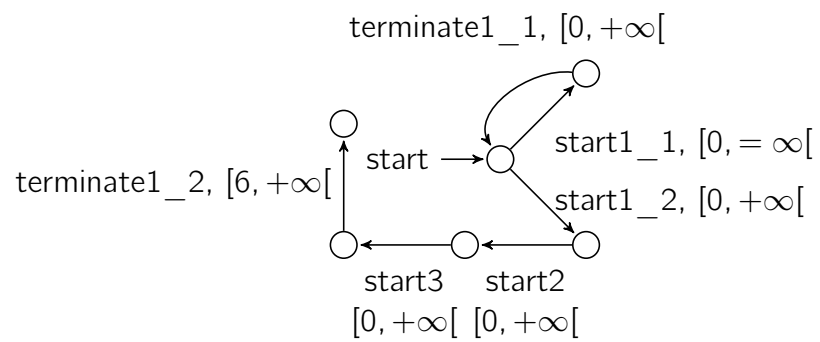 terminate1_1, [0, +∞[
start1_1, [0, = ∞[
start
terminate1_2, [6, +∞[
start1_2, [0, +∞[
start3 start2
[0, +∞[ [0, +∞[